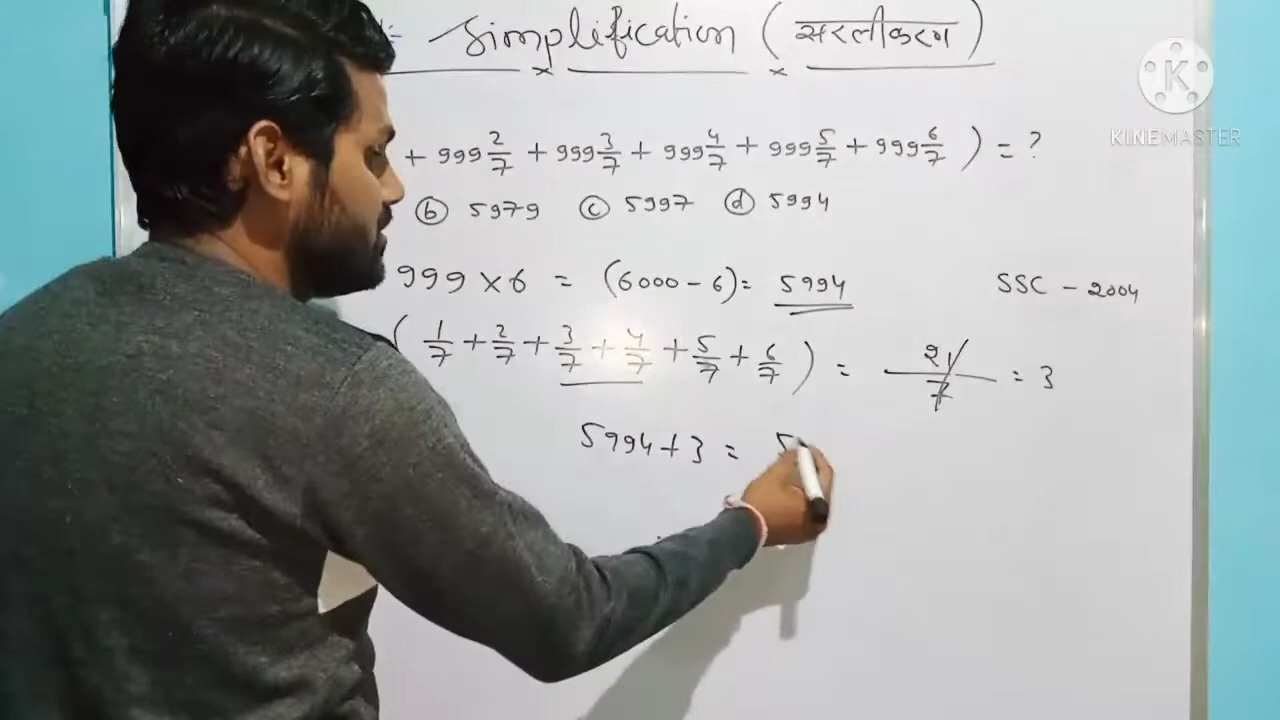 Simplification (सरलीकरण)
+ 999 2/7 + 999 3/7 + 999 4/7 + 999 5/7 + 999 6/7 ) = ?
ⓑ 5979 ⓒ 5997 ⓓ 5994
999 × 6 = (6000 - 6) = 5994 SSC - 2004
( 1/7 + 2/7 + 3/7 + 4/7 + 5/7 + 6/7 ) = 21/7 = 3
5994 + 3 = 5
KINEMASTER